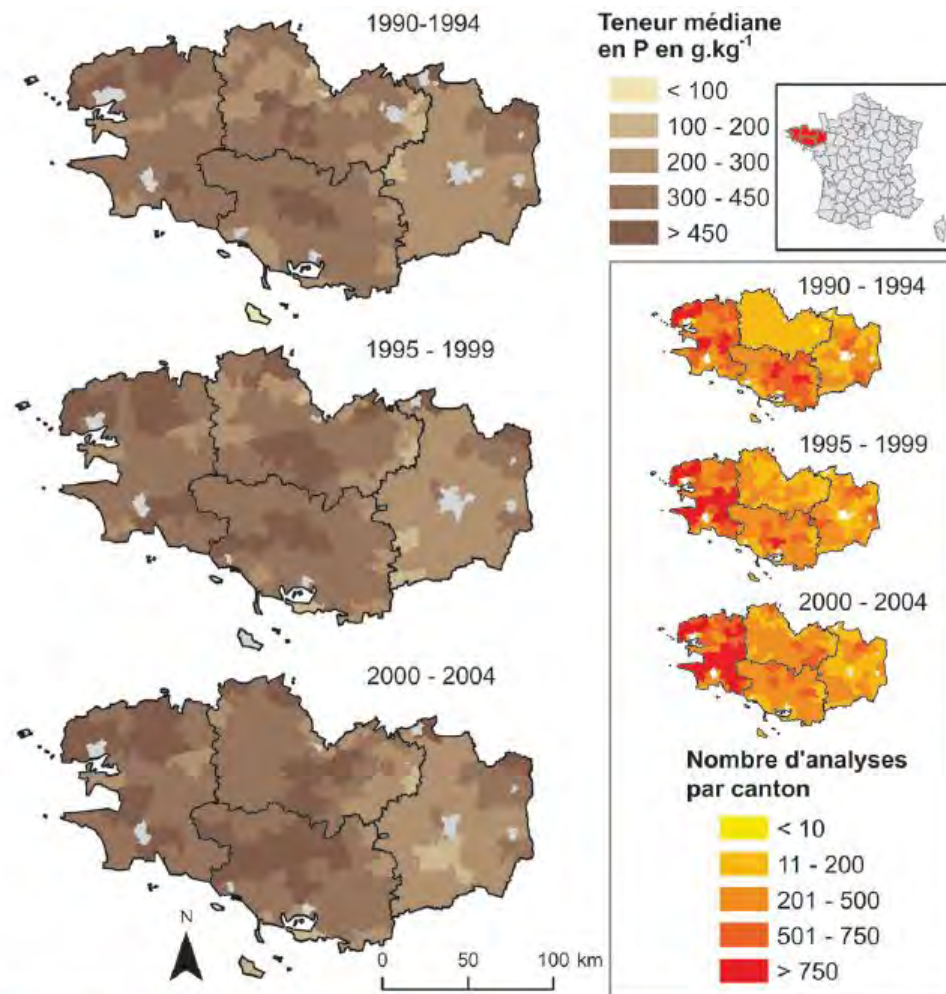 1990-1994
Teneur médiane
en P en g.kg-1
< 100
100 - 200
200 - 300
300 - 450
> 450
1995 - 1999
2000 - 2004
N
0 50 100 km
1990 - 1994
1995 - 1999
2000 - 2004
Nombre d'analyses
par canton
< 10
11 - 200
201 - 500
501 - 750
> 750